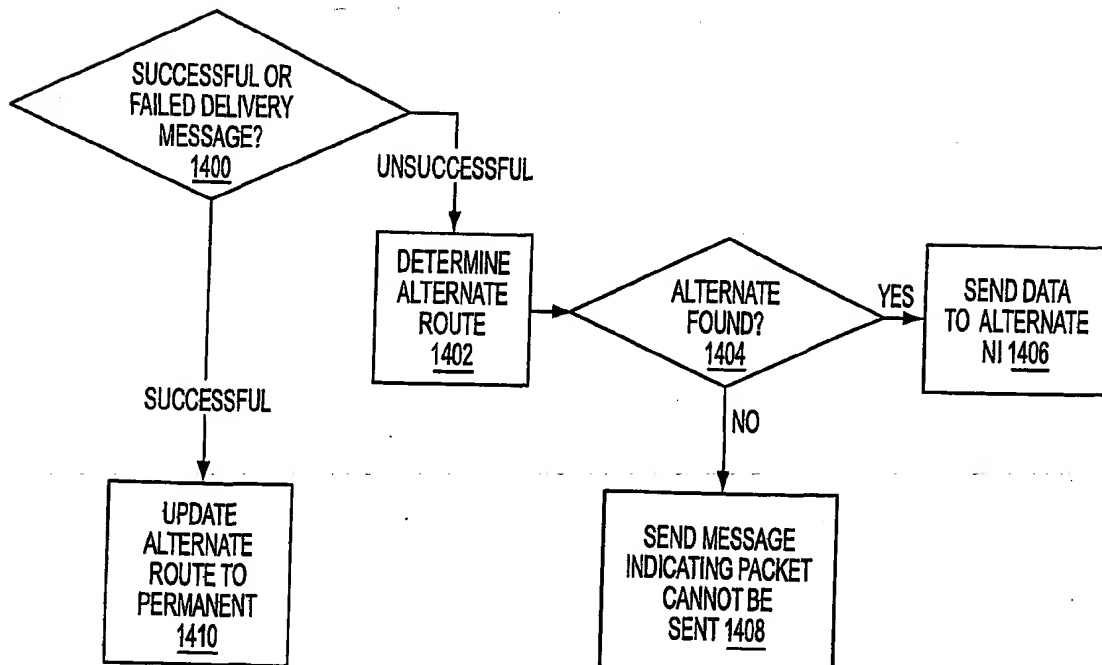 SUCCESSFUL OR
FAILED DELIVERY
MESSAGE?
1400
UNSUCCESSFUL
DETERMINE
ALTERNATE
ROUTE
1402
ALTERNATE
FOUND?
1404
YES
SEND DATA
TO ALTERNATE
NI 1406
SUCCESSFUL
NO
UPDATE
ALTERNATE
ROUTE TO
PERMANENT
1410
SEND MESSAGE
INDICATING PACKET
CANNOT BE
SENT 1408